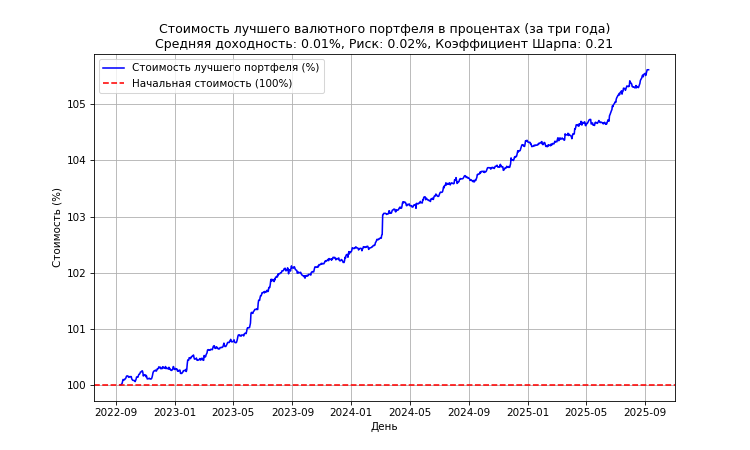 Стоимость лучшего валютного портфеля в процентах (за три года)
Средняя доходность: 0.01%, Риск: 0.02%, Коэффициент Шарпа: 0.21
Стоимость лучшего портфеля (%)
Начальная стоимость (100%)
Стоимость (%)
105
104
103
102
101
100
2022-09 2023-01 2023-05 2023-09 2024-01 2024-05 2024-09 2025-01 2025-05 2025-09
День